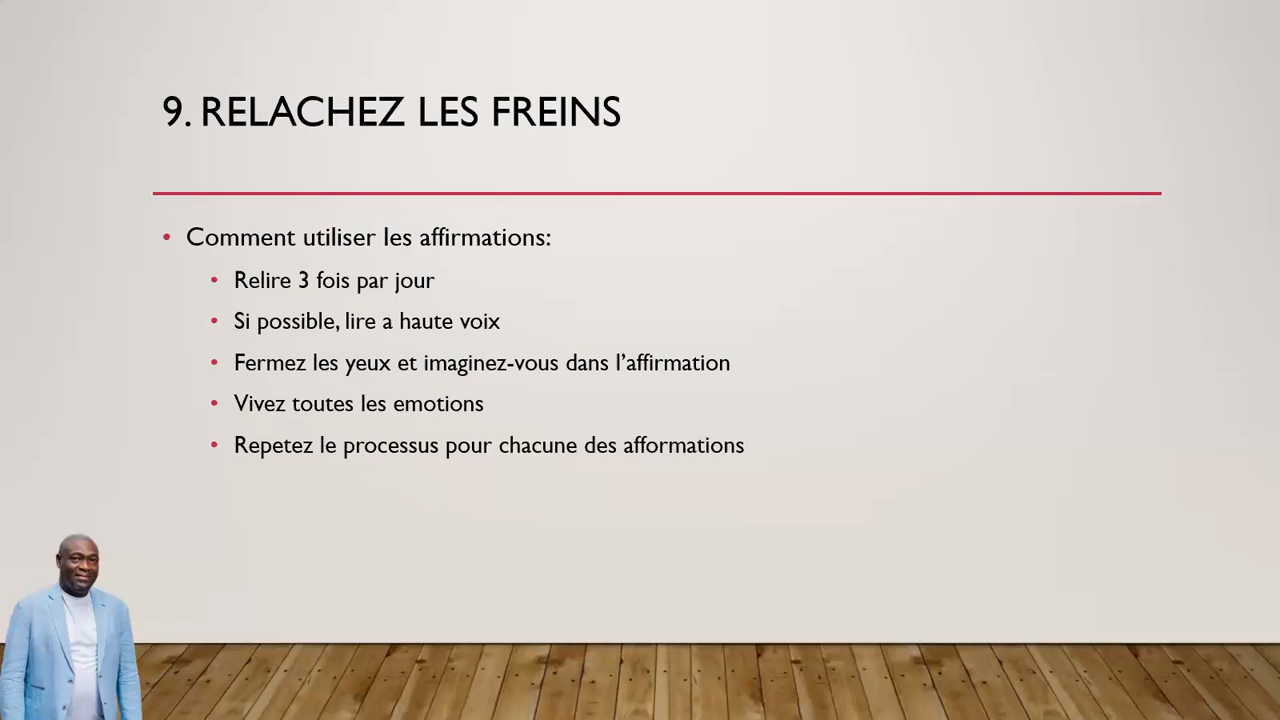 9. RELACHEZ LES FREINS
• Comment utiliser les affirmations:
• Relire 3 fois par jour
• Si possible, lire a haute voix
• Fermez les yeux et imaginez-vous dans l’affirmation
• Vivez toutes les emotions
• Repetez le processus pour chacune des afformations